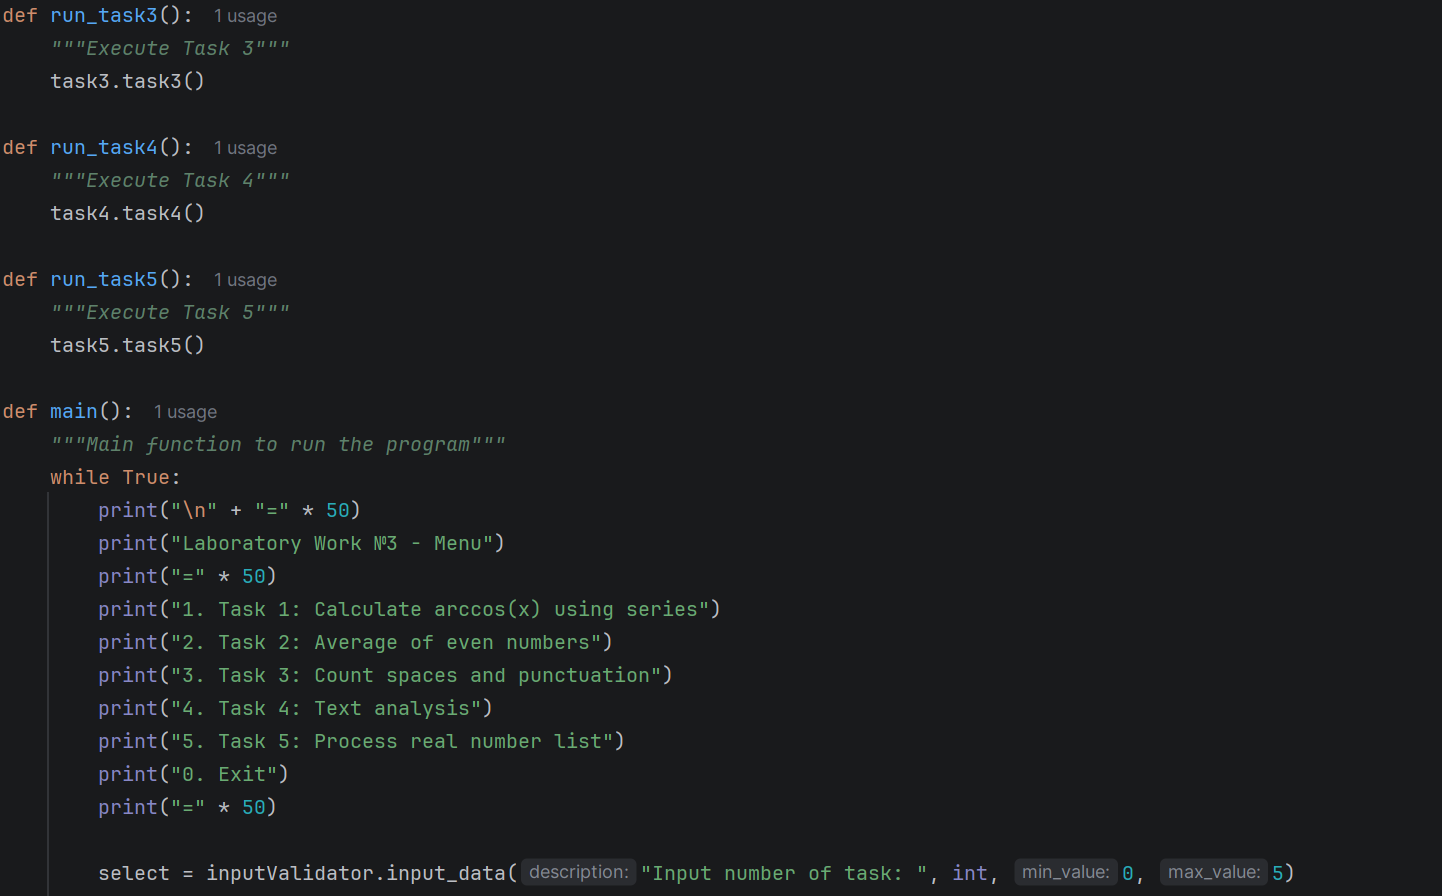 def run_task3(): 1 usage
    """Execute Task 3"""
    task3.task3()

def run_task4(): 1 usage
    """Execute Task 4"""
    task4.task4()

def run_task5(): 1 usage
    """Execute Task 5"""
    task5.task5()

def main(): 1 usage
    """Main function to run the program"""
    while True:
        print("\n" + "=" * 50)
        print("Laboratory Work №3 - Menu")
        print("=" * 50)
        print("1. Task 1: Calculate arccos(x) using series")
        print("2. Task 2: Average of even numbers")
        print("3. Task 3: Count spaces and punctuation")
        print("4. Task 4: Text analysis")
        print("5. Task 5: Process real number list")
        print("0. Exit")
        print("=" * 50)

        select = inputValidator.input_data( description: "Input number of task: ", int, min_value: 0, max_value: 5)